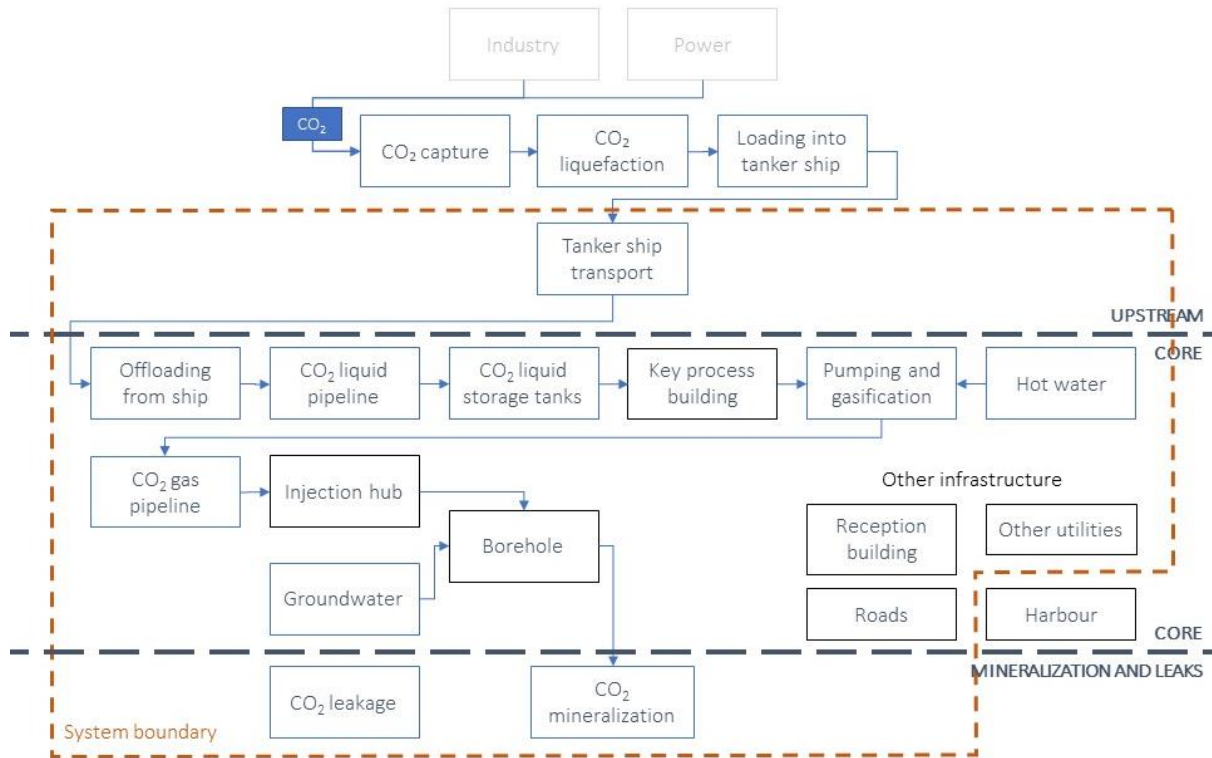 Industry
Power
CO₂
CO₂ capture
CO₂
liquefaction
Loading into
tanker ship
Tanker ship
transport
UPSTREAM
CORE
Offloading
from ship
CO₂ liquid
pipeline
CO₂ liquid
storage tanks
Key process
building
Pumping and
gasification
Hot water
CO₂ gas
pipeline
Injection hub
Borehole
Groundwater
Other infrastructure
Reception
building
Other utilities
Roads
Harbour
CORE
MINERALIZATION AND LEAKS
CO₂ leakage
CO₂
mineralization
System boundary